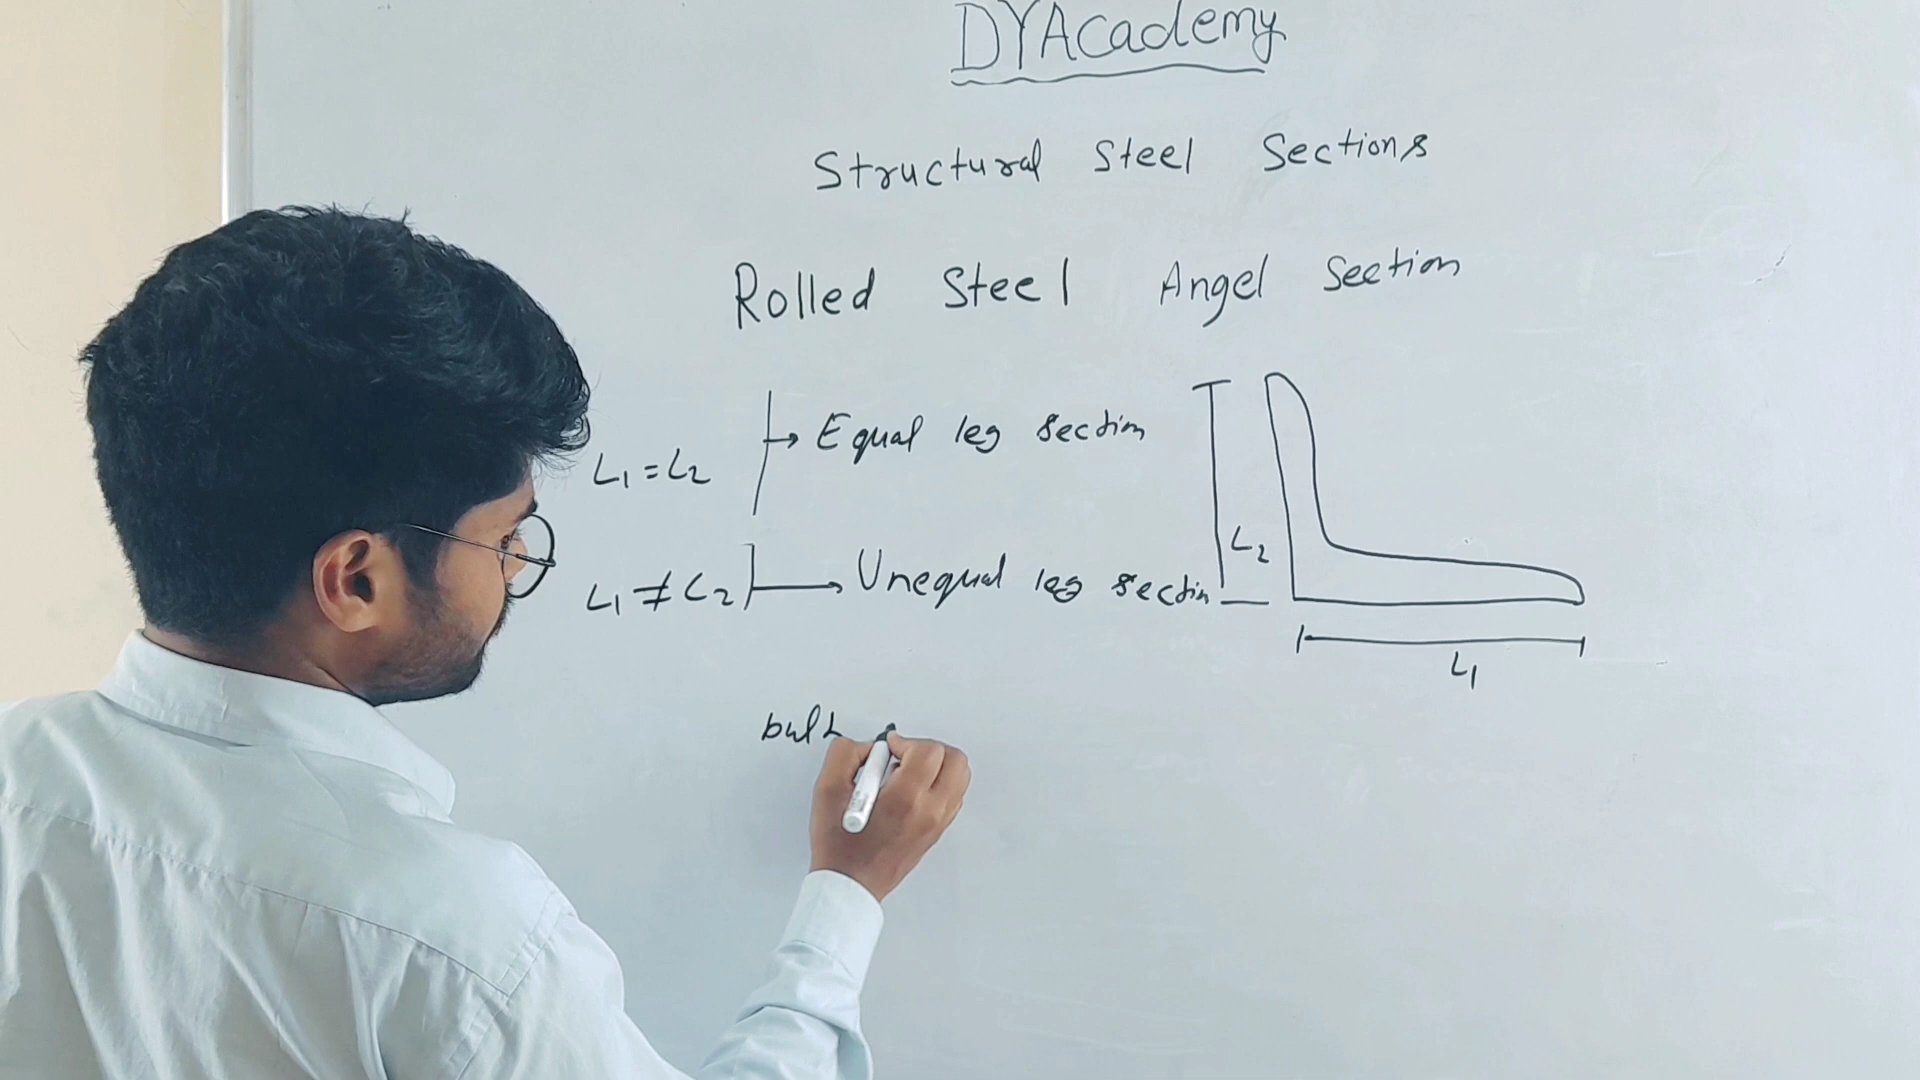 DYAcademy
Structural Steel Sections
Rolled Steel Angel Section
L1 = L2 → Equal leg section
L1 ≠ L2 → Unequal leg section
L2
L1